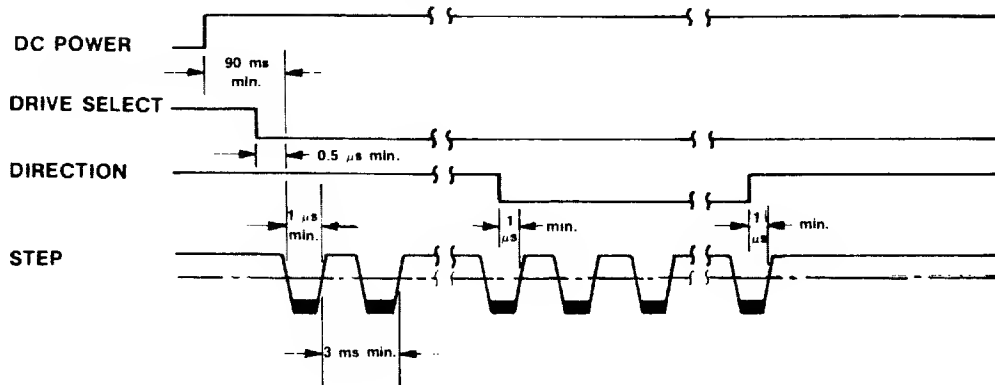 DC POWER
90 ms
min.
DRIVE SELECT
0.5 μs min.
DIRECTION
1 μs
min.
1
μs
min.
1
μs
min.
STEP
3 ms min.